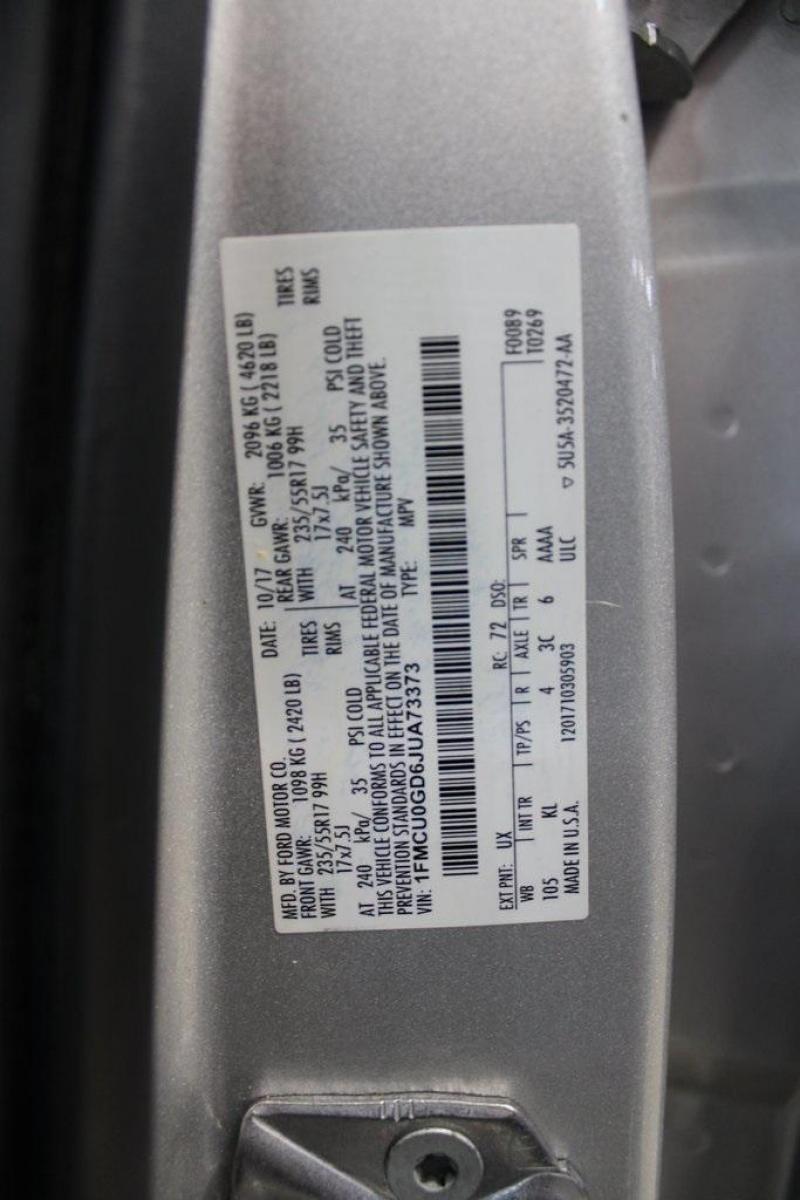 MFD. BY FORD MOTOR CO. DATE: 10/17 GVWR: 2096 KG ( 4620 LB)
FRONT GAWR: 1098 KG ( 2420 LB) REAR GAWR: 1006 KG ( 2218 LB)
WITH 235/55R17 99H TIRES WITH 235/55R17 99H TIRES
17x7.5J RIMS 17x7.5J RIMS
AT 240 kPa/ 35 PSI COLD AT 240 kPa/ 35 PSI COLD
THIS VEHICLE CONFORMS TO ALL APPLICABLE FEDERAL MOTOR VEHICLE SAFETY AND THEFT
PREVENTION STANDARDS IN EFFECT ON THE DATE OF MANUFACTURE SHOWN ABOVE.
VIN: 1FMCU0GD6JUA73373 TYPE: MPV
EXT PNT: UX RC: 72 DSO: F0089
WB INT TR TP/PS R AXLE TR SPR T0269
105 KL 4 3C 6 AAAA
MADE IN U.S.A. 1201710305903 ULC ▽ 5U5A-3520472-AA